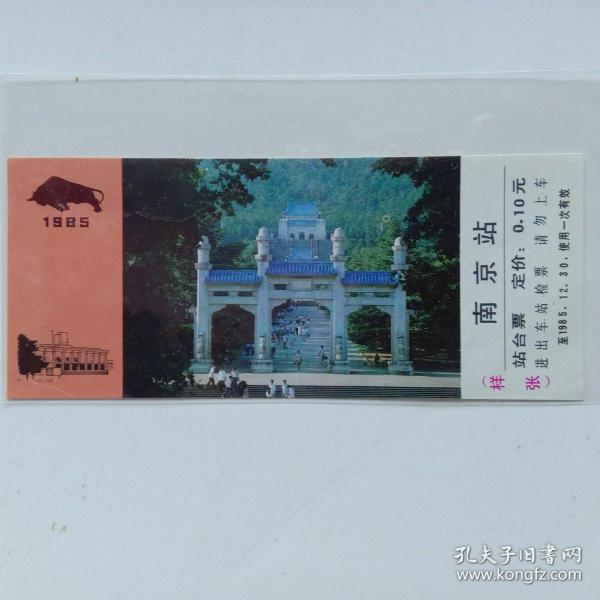 1985
南京站
站台票 定价：0.10元
进出车站检票 请勿上车
至1985.12.30.使用一次有效
（样张）
孔夫子旧书网
www.kongfz.com